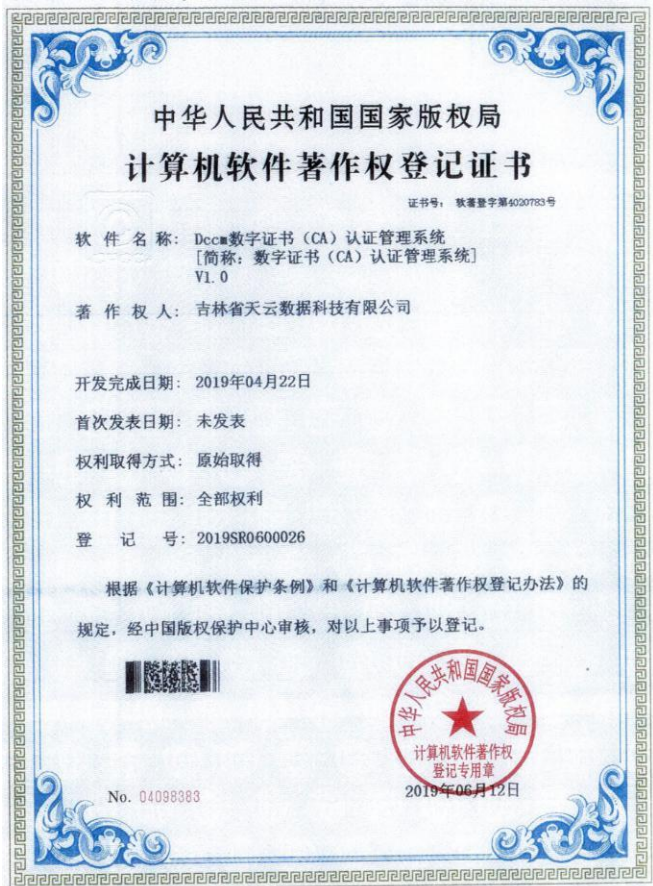 中华人民共和国国家版权局
计算机软件著作权登记证书
证书号： 软著登字第4020783号
软件名称： Dccm数字证书（CA）认证管理系统
[简称：数字证书（CA）认证管理系统]
V1.0
著作权人： 吉林省天云数据科技有限公司
开发完成日期： 2019年04月22日
首次发表日期： 未发表
权利取得方式： 原始取得
权利范围： 全部权利
登记号： 2019SR0600026
根据《计算机软件保护条例》和《计算机软件著作权登记办法》的
规定，经中国版权保护中心审核，对以上事项予以登记。
中华人民共和国国家版权局
计算机软件著作权
登记专用章
No. 04098383
2019年06月12日